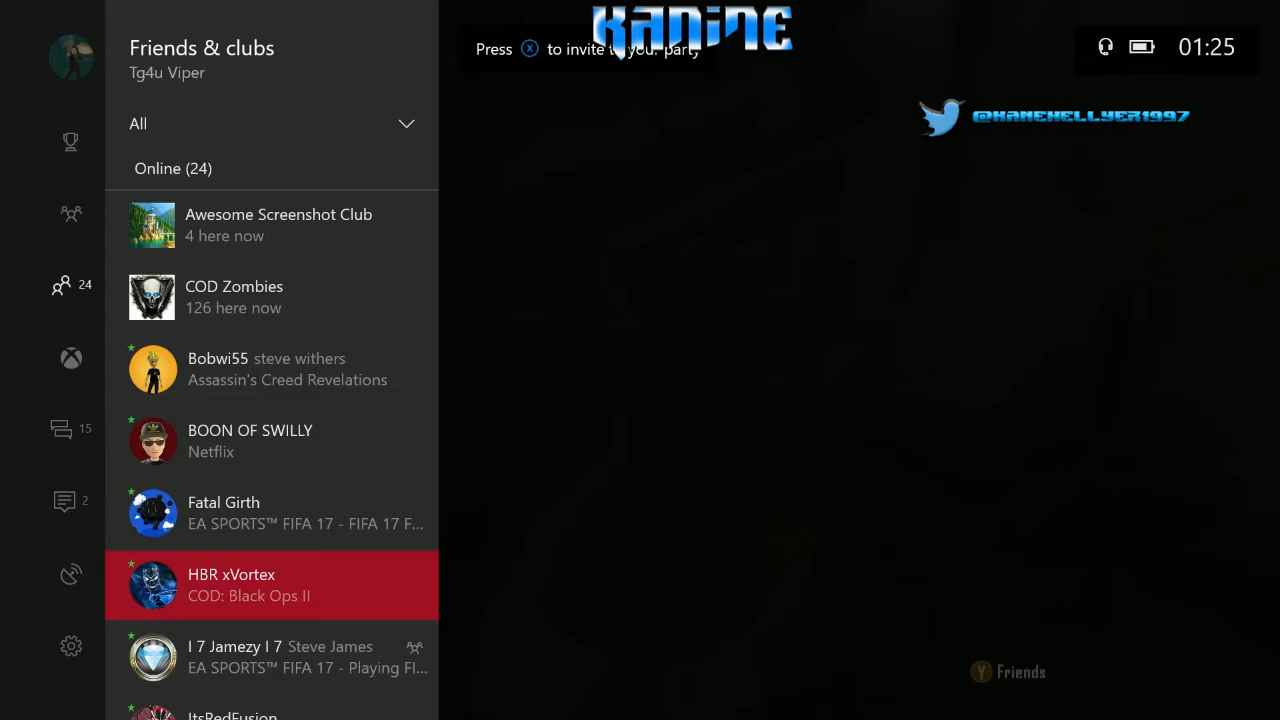 Friends & clubs
Tg4u Viper
All
Online (24)
Awesome Screenshot Club
4 here now
COD Zombies
126 here now
24
Bobwi55 steve withers
Assassin's Creed Revelations
BOON OF SWILLY
Netflix
15
Fatal Girth
EA SPORTS™ FIFA 17 - FIFA 17 F...
2
HBR xVortex
COD: Black Ops II
I 7 Jamezy I 7 Steve James
EA SPORTS™ FIFA 17 - Playing FI...
ItsRedFusion
KANINE
Press X to invite to your party
01:25
@KANEHELLYER1997
Y Friends